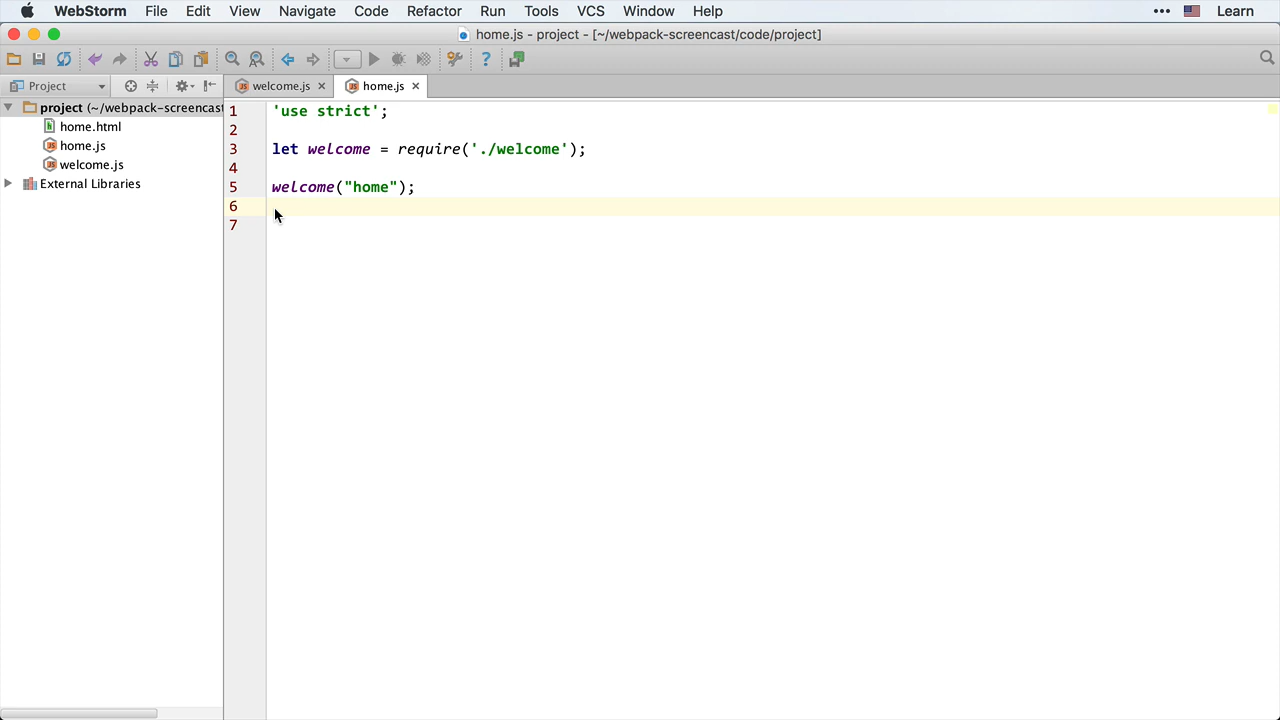 WebStorm File Edit View Navigate Code Refactor Run Tools VCS Window Help Learn
home.js - project - [~/webpack-screencast/code/project]
Project welcome.js home.js
project (~/webpack-screencast
home.html
home.js
welcome.js
External Libraries
1 'use strict';
2
3 let welcome = require('./welcome');
4
5 welcome("home");
6
7